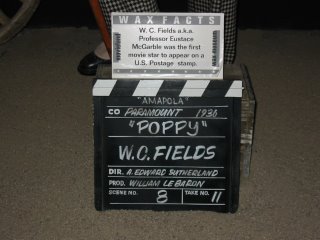 WAX FACTS
W. C. Fields a.k.a.
Professor Eustace
McGarble was the first
movie star to appear on a
U.S. Postage stamp.
"AMAPOLA"
CO PARAMOUNT 1936
"POPPY"
W.C. FIELDS
DIR. A. EDWARD SUTHERLAND
PROD. WILLIAM LE BARON
SCENE NO. TAKE NO.
8 11